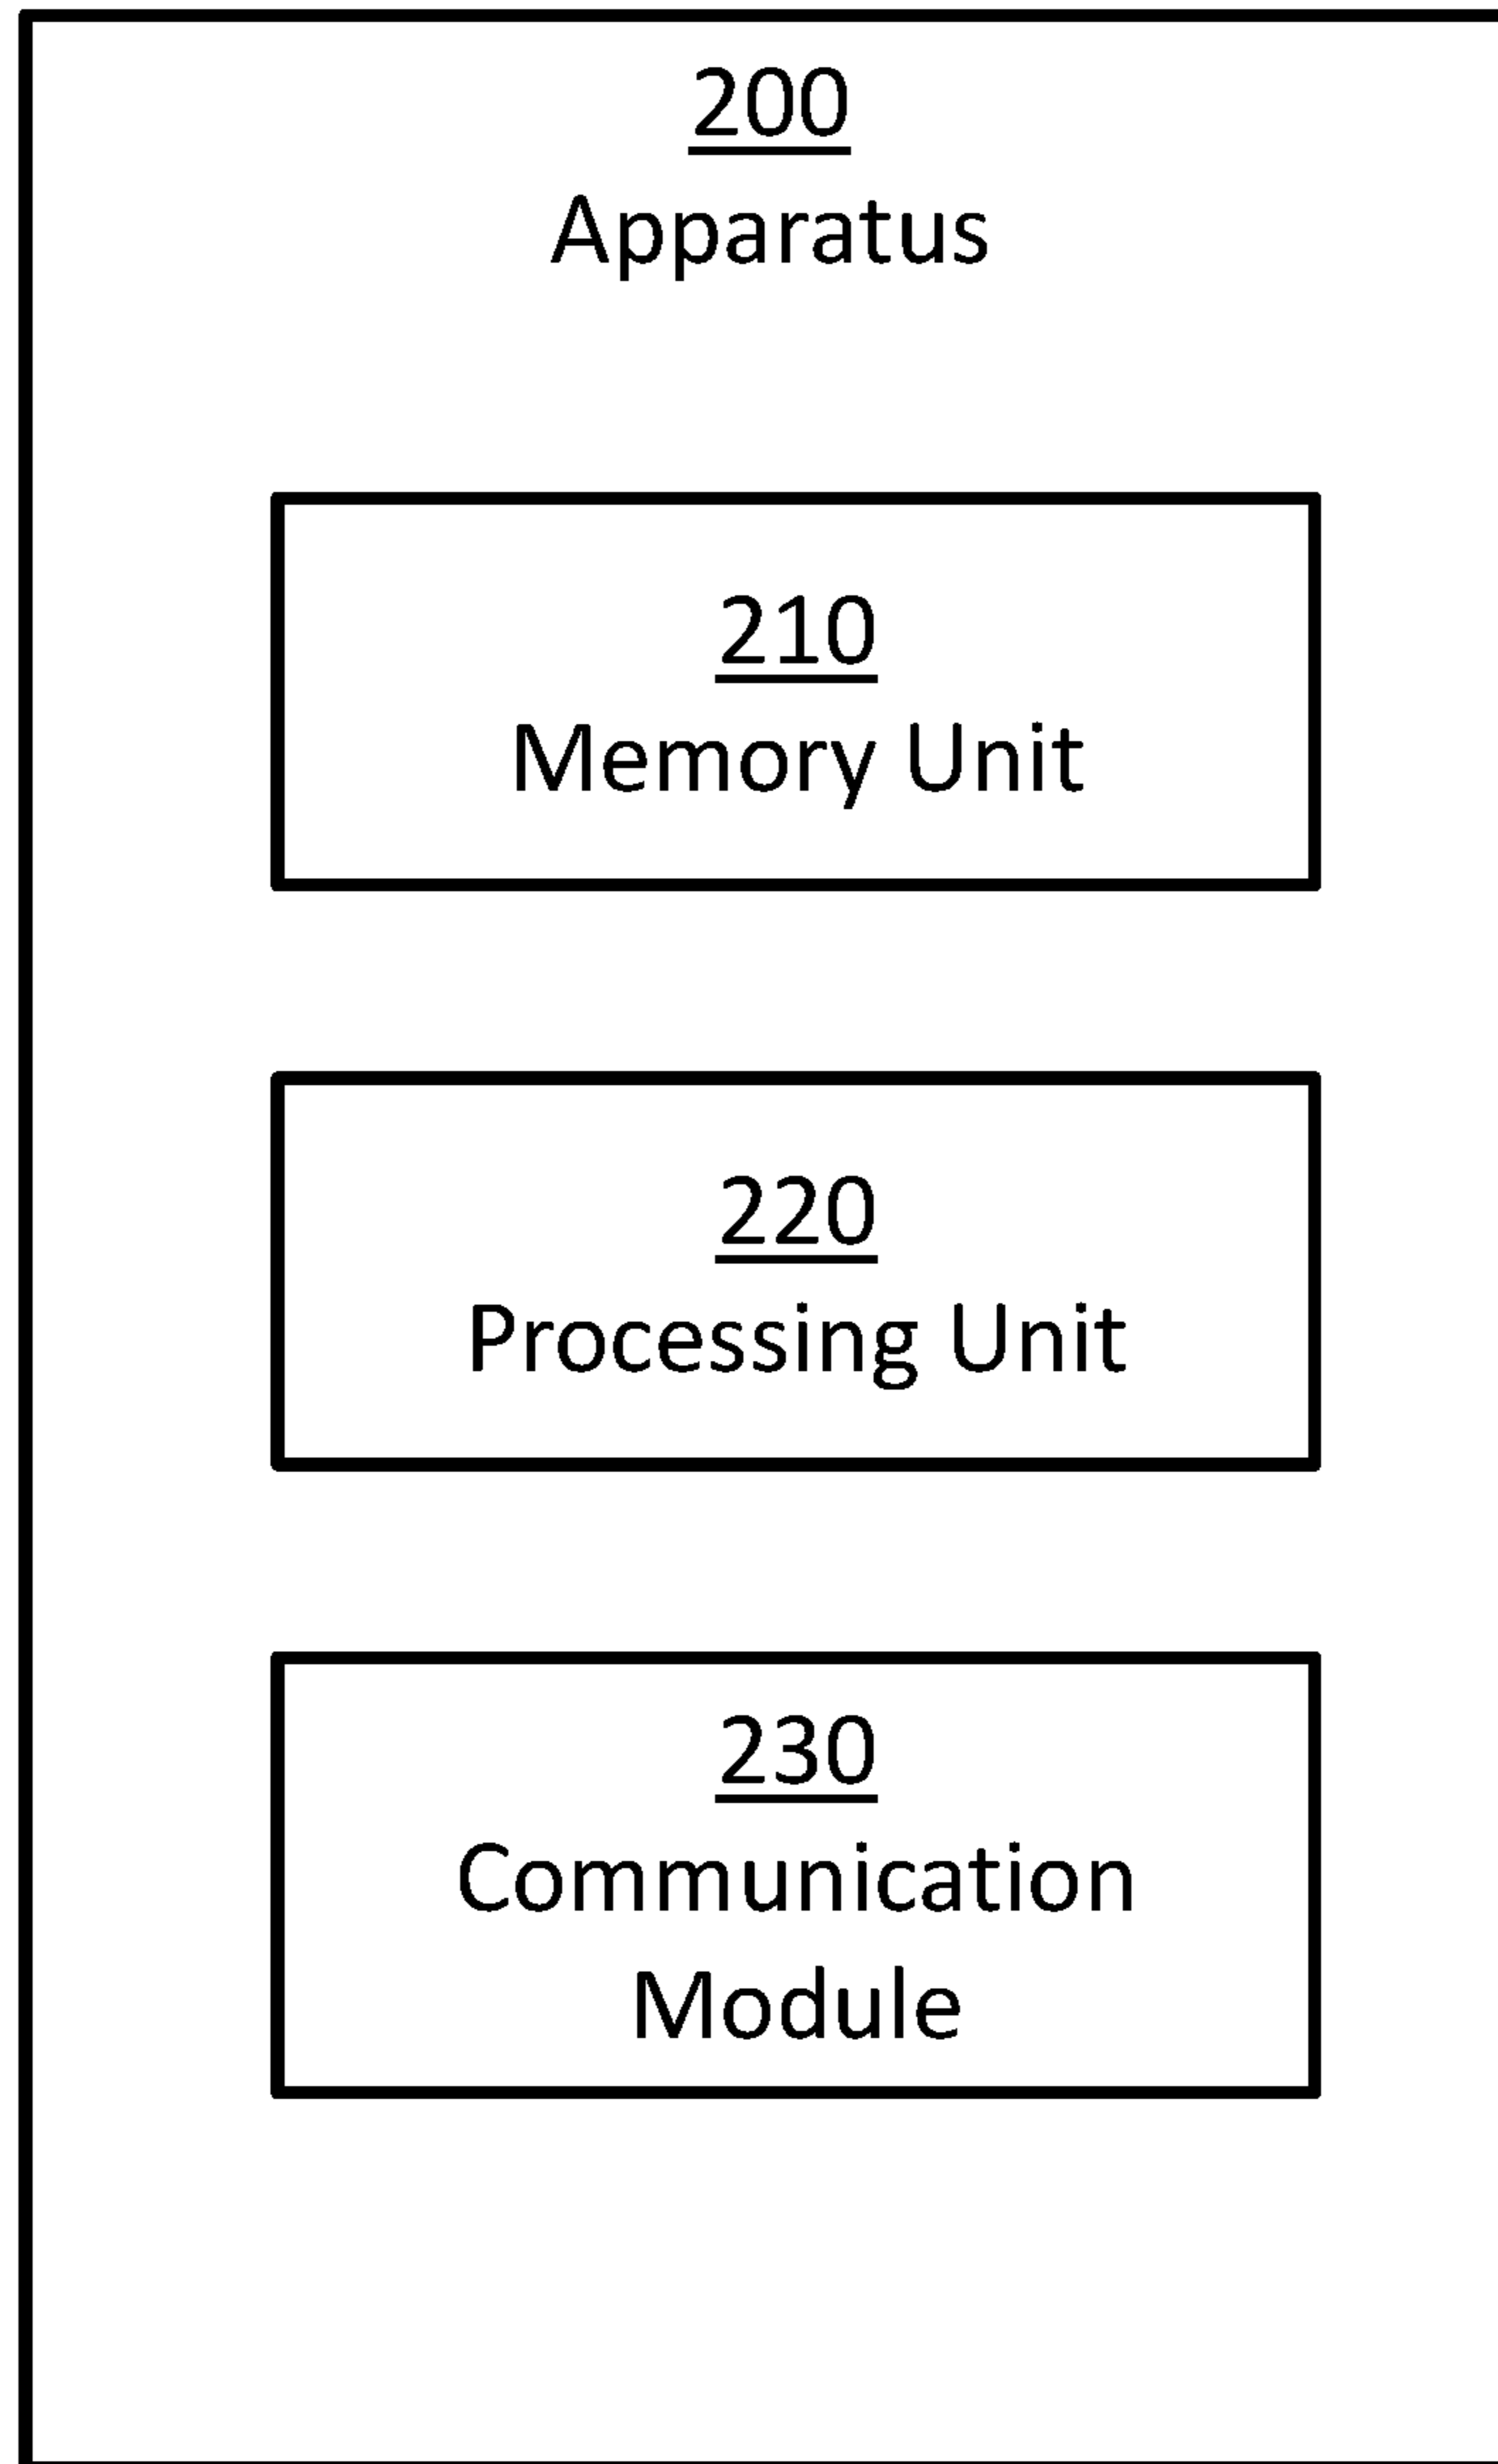 200
Apparatus
210
Memory Unit
220
Processing Unit
230
Communication
Module